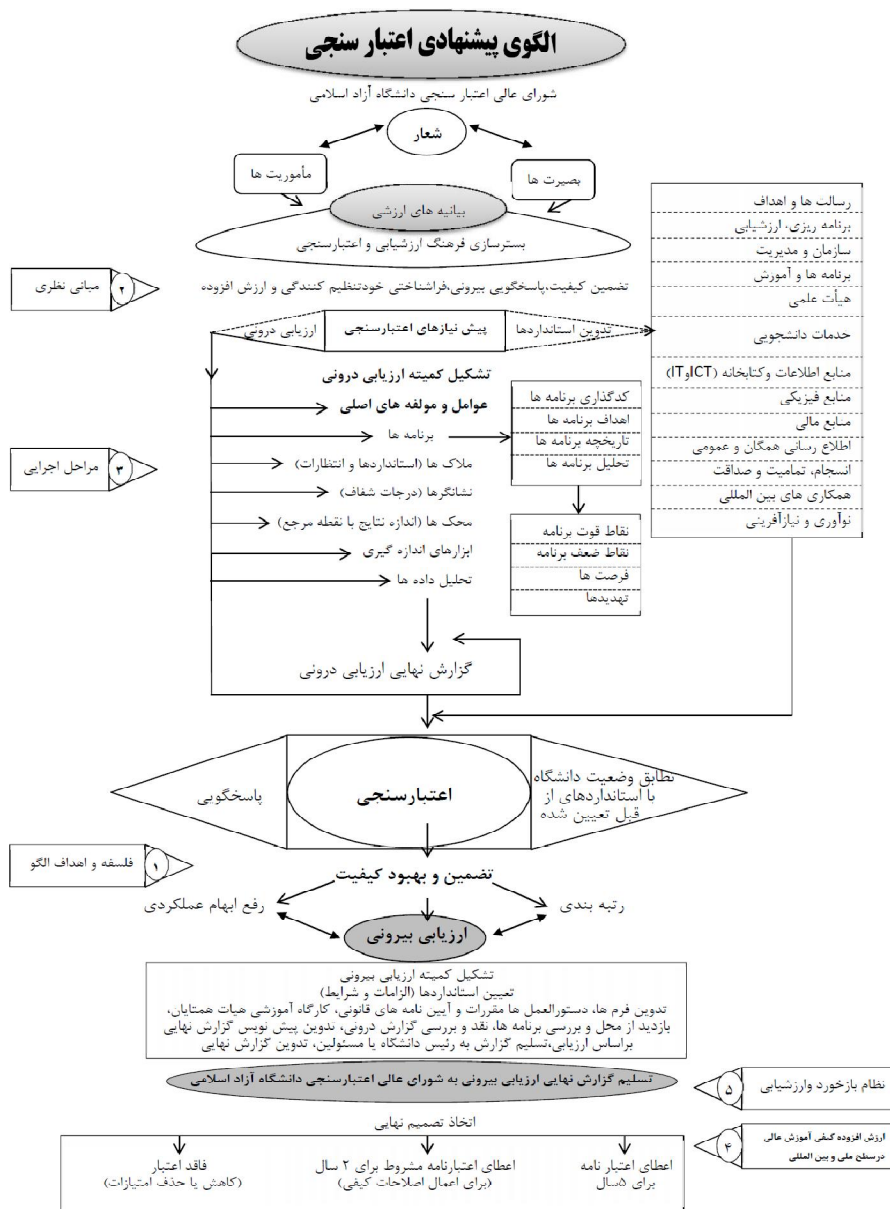 الگوی پیشنهادی اعتبار سنجی
شورای عالی اعتبار سنجی دانشگاه آزاد اسلامی
شعار
بصیرت ها
مأموریت ها
بیانیه های ارزشی
بسترسازی فرهنگ ارزشیابی و اعتبارسنجی
رسالت ها و اهداف
برنامه ریزی، ارزشیابی
سازمان و مدیریت
برنامه ها و آموزش
هیأت علمی
خدمات دانشجویی
منابع اطلاعات وکتابخانه (ICTوIT)
منابع فیزیکی
منابع مالی
اطلاع رسانی همگان و عمومی
انسجام، تمامیت و صداقت
همکاری های بین المللی
نوآوری و نیازآفرینی
تضمین کیفیت،پاسخگویی بیرونی،فراشناختی خودتنظیم کنندگی و ارزش افزوده
۲
مبانی نظری
تدوین استانداردها
پیش نیازهای اعتبارسنجی
ارزیابی درونی
تشکیل کمیته ارزیابی درونی
عوامل و مولفه های اصلی
برنامه ها
ملاک ها (استانداردها و انتظارات)
نشانگرها (درجات شفاف)
محک ها (اندازه نتایج با نقطه مرجع)
ابزارهای اندازه گیری
تحلیل داده ها
کدگذاری برنامه ها
اهداف برنامه ها
تاریخچه برنامه ها
تحلیل برنامه ها
نقاط قوت برنامه
نقاط ضعف برنامه
فرصت ها
تهدیدها
۳
مراحل اجرایی
گزارش نهایی ارزیابی درونی
تطابق وضعیت دانشگاه
با استانداردهای از
قبل تعیین شده
اعتبارسنجی
پاسخگویی
۱
فلسفه و اهداف الگو
تضمین و بهبود کیفیت
رتبه بندی
رفع ابهام عملکردی
ارزیابی بیرونی
تشکیل کمیته ارزیابی بیرونی
تعیین استانداردها (الزامات و شرایط)
تدوین فرم ها، دستورالعمل ها مقررات و آیین نامه های قانونی، کارگاه آموزشی هیات همتایان،
بازدید از محل و بررسی برنامه ها، نقد و بررسی گزارش درونی، تدوین پیش نویس گزارش نهایی
براساس ارزیابی،تسلیم گزارش به رئیس دانشگاه یا مسئولین، تدوین گزارش نهایی
تسلیم گزارش نهایی ارزیابی بیرونی به شورای عالی اعتبارسنجی دانشگاه آزاد اسلامی
۵
نظام بازخورد وارزشیابی
اتخاذ تصمیم نهایی
۴
ارزش افزوده کیفی آموزش عالی
درسطح ملی و بین المللی
اعطای اعتبار نامه
برای ۵سال
اعطای اعتبارنامه مشروط برای ۲ سال
(برای اعمال اصلاحات کیفی)
فاقد اعتبار
(کاهش یا حذف امتیازات)